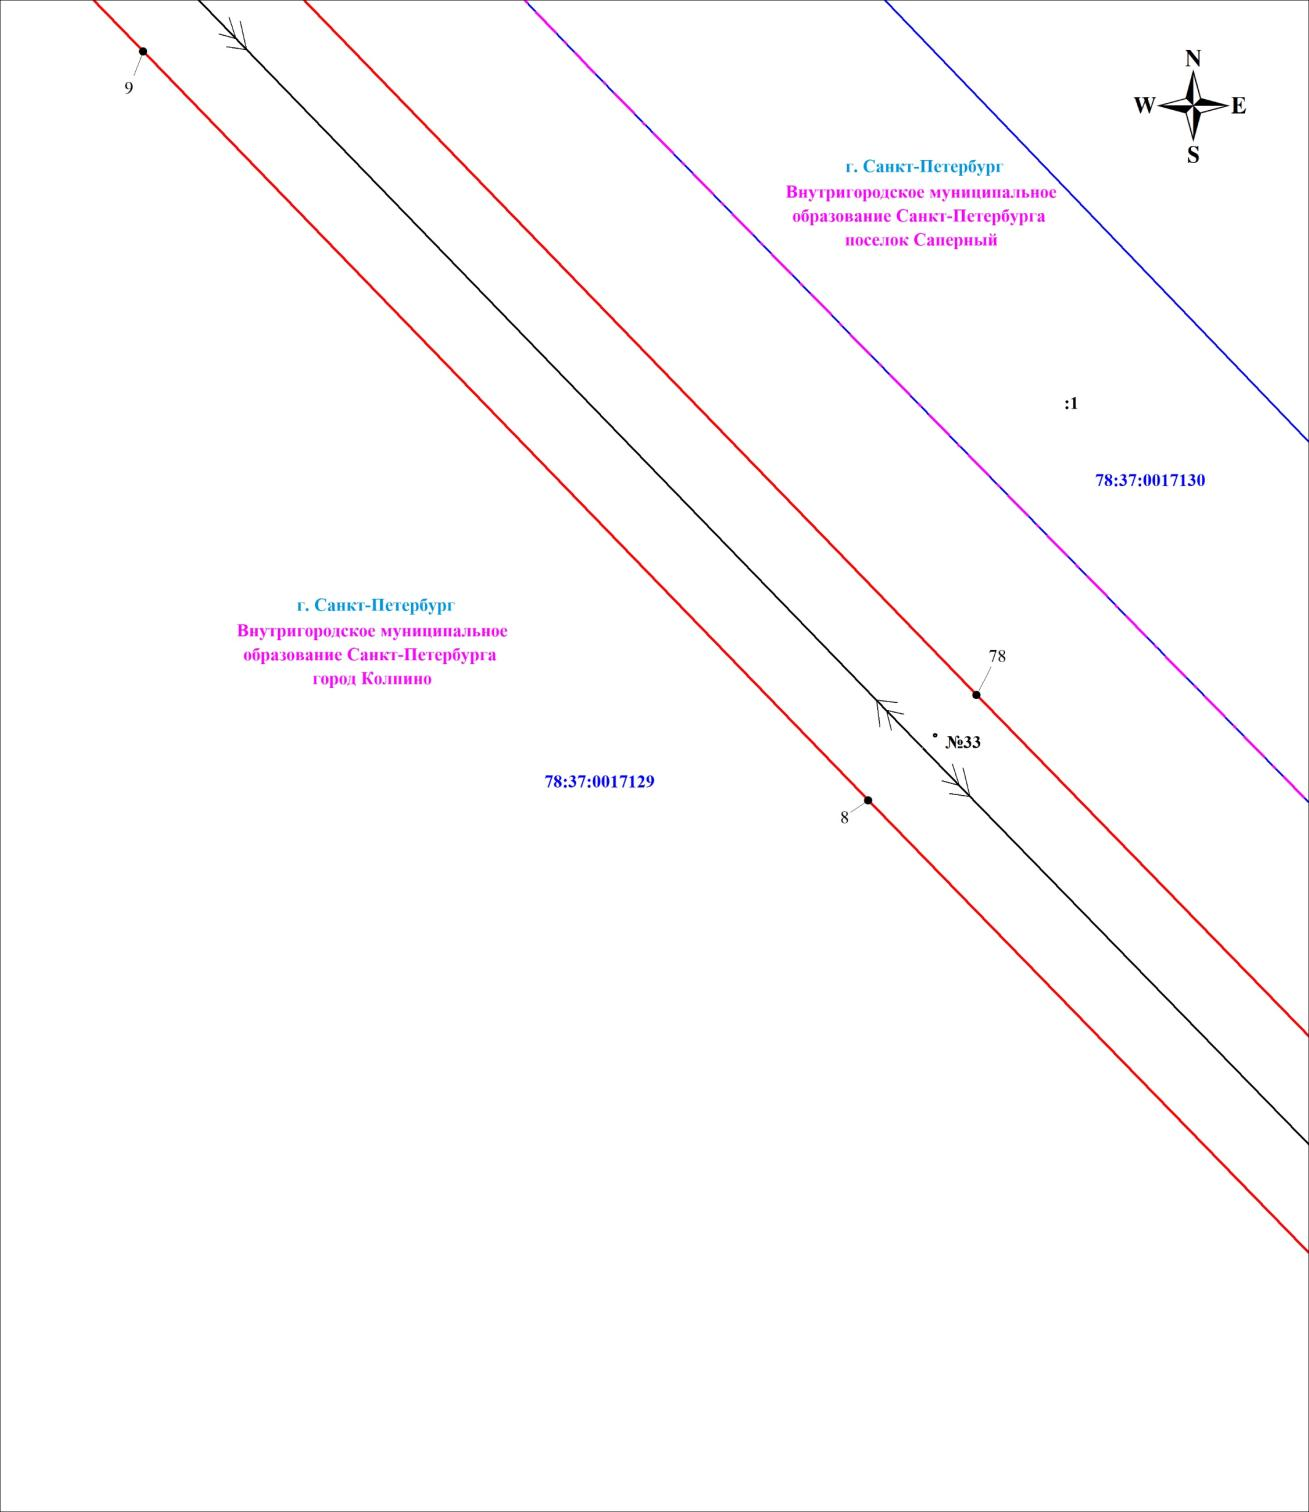 9
N
W E
S
г. Санкт-Петербург
Внутригородское муниципальное
образование Санкт-Петербурга
поселок Саперный
:1
78:37:0017130
г. Санкт-Петербург
Внутригородское муниципальное
образование Санкт-Петербурга
город Колпино
78
№33
78:37:0017129
8